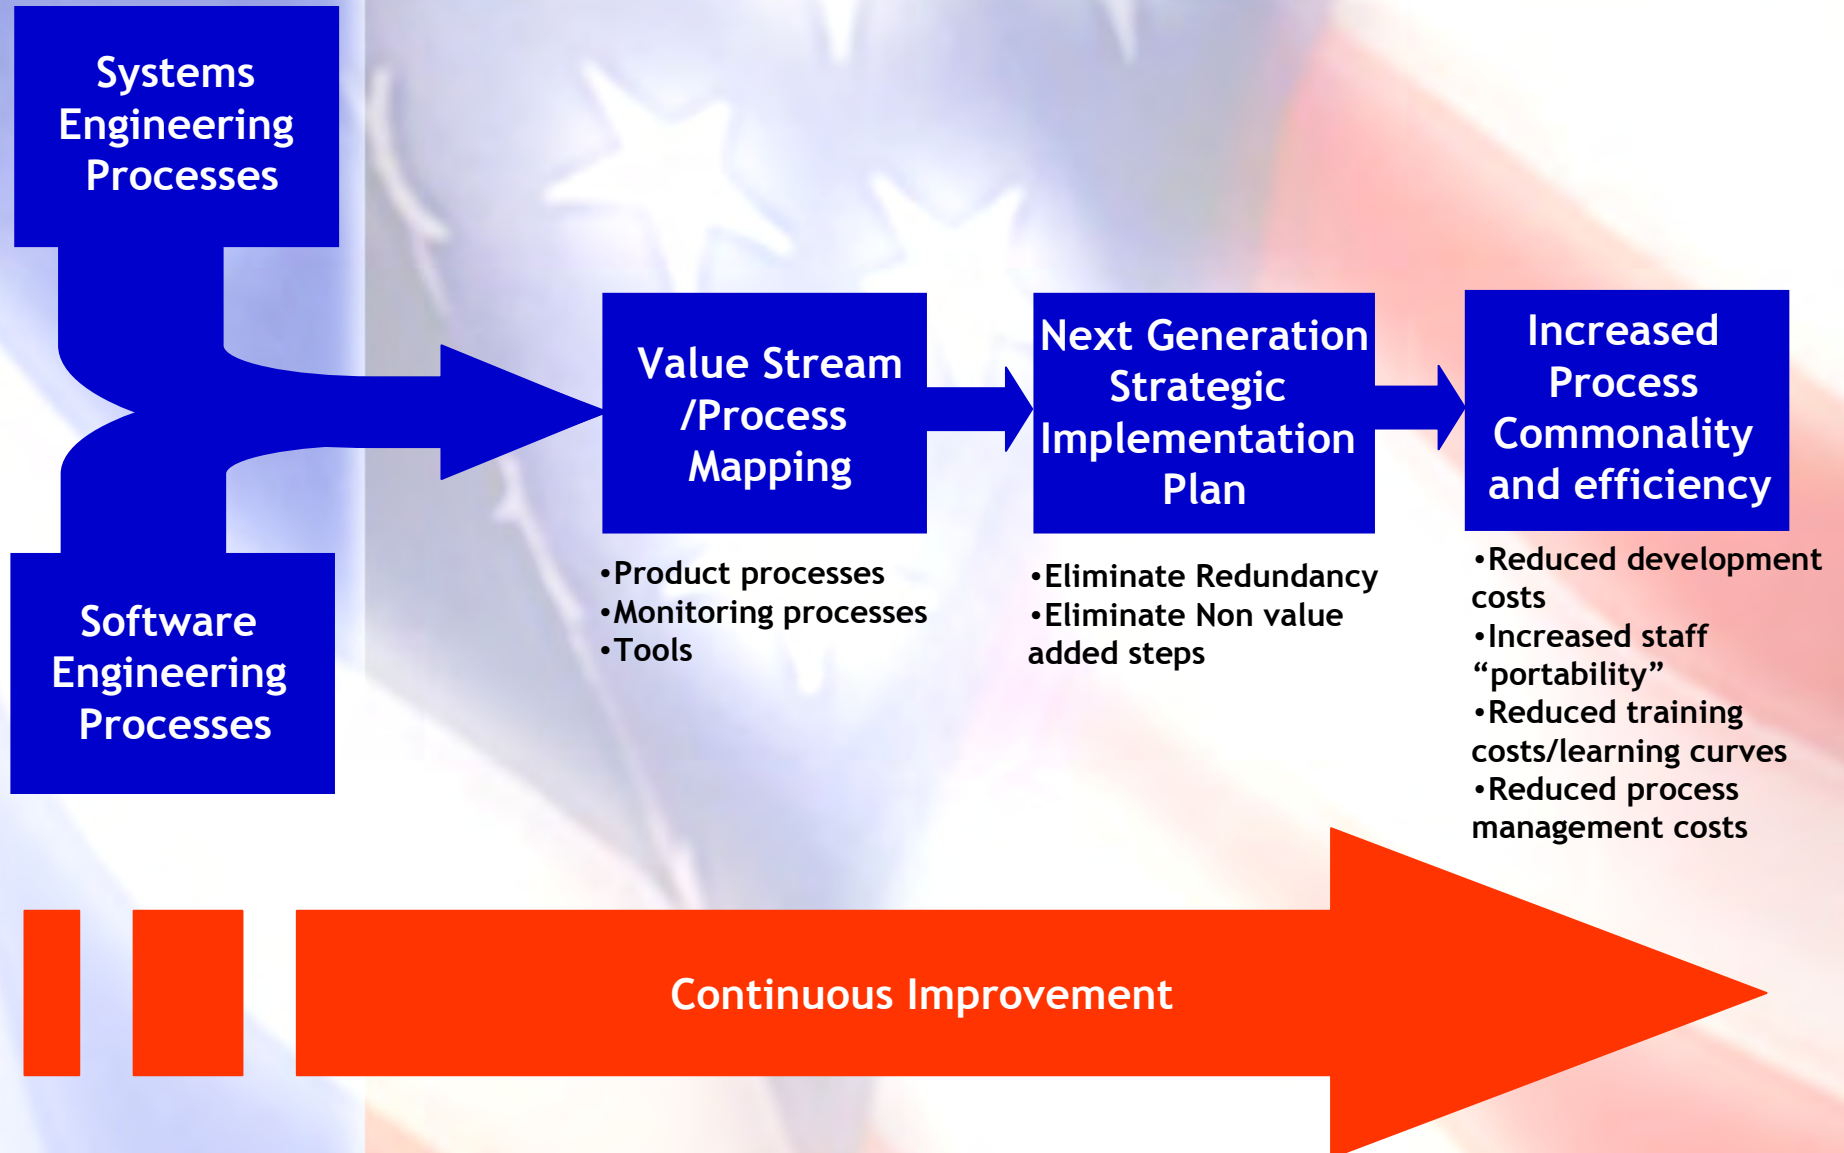 Systems
Engineering
Processes
Software
Engineering
Processes
Value Stream
/Process
Mapping
•Product processes
•Monitoring processes
•Tools
Next Generation
Strategic
Implementation
Plan
•Eliminate Redundancy
•Eliminate Non value
added steps
Increased
Process
Commonality
and efficiency
•Reduced development
costs
•Increased staff
“portability”
•Reduced training
costs/learning curves
•Reduced process
management costs
Continuous Improvement